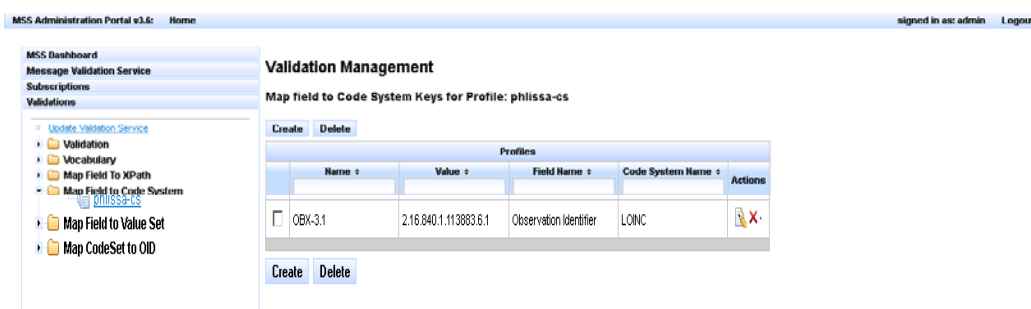 MSS Administration Portal v3.6: Home signed in as: admin Logou
MSS Dashboard
Message Validation Service
Subscriptions
Validations
Update Validation Service
Validation
Vocabulary
Map Field To XPath
Map Field to Code System
phlissa-cs
Map Field to Value Set
Map CodeSet to OID
Validation Management
Map field to Code System Keys for Profile: phlissa-cs
Create Delete
Profiles
Name Value Field Name Code System Name Actions
OBX-3.1 2.16.840.1.113883.6.1 Observation Identifier LOINC
Create Delete